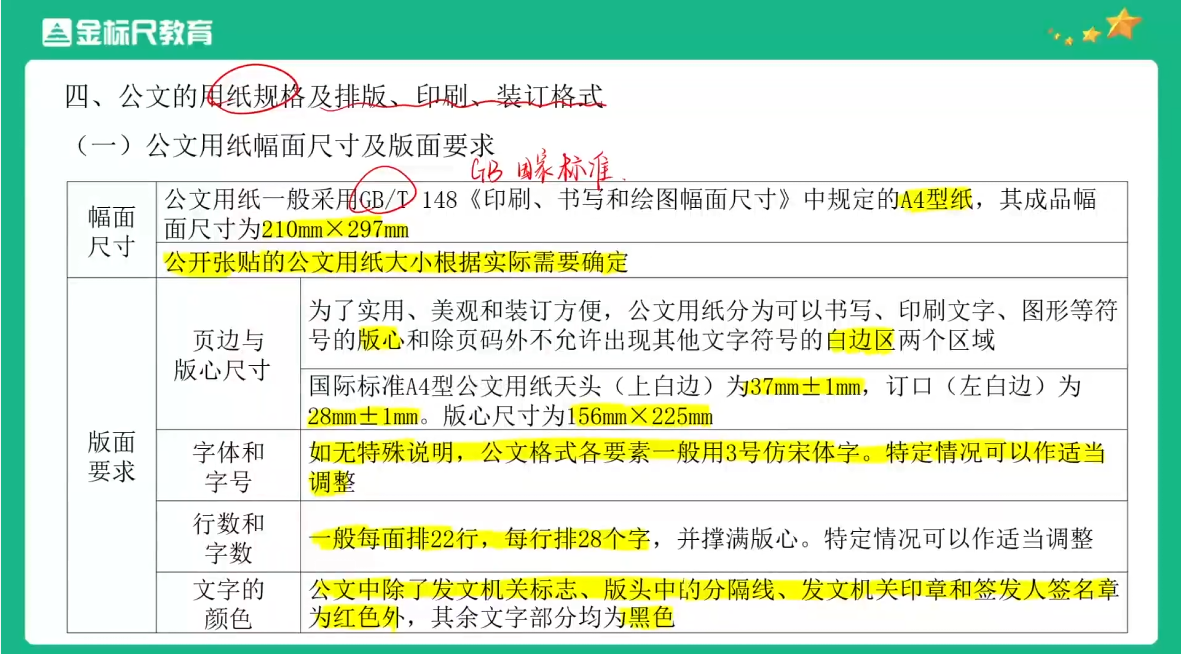 金标尺教育
四、公文的用纸规格及排版、印刷、装订格式
（一）公文用纸幅面尺寸及版面要求
GB 国家标准.
幅面
尺寸
公文用纸一般采用GB/T 148《印刷、书写和绘图幅面尺寸》中规定的A4型纸，其成品幅
面尺寸为210mm×297mm
公开张贴的公文用纸大小根据实际需要确定
版面
要求
页边与
版心尺寸
为了实用、美观和装订方便，公文用纸分为可以书写、印刷文字、图形等符
号的版心和除页码外不允许出现其他文字符号的白边区两个区域
国际标准A4型公文用纸天头（上白边）为37mm±1mm，订口（左白边）为
28mm±1mm。版心尺寸为156mm×225mm
字体和
字号
如无特殊说明，公文格式各要素一般用3号仿宋体字。特定情况可以作适当
调整
行数和
字数
一般每面排22行，每行排28个字，并撑满版心。特定情况可以作适当调整
文字的
颜色
公文中除了发文机关标志、版头中的分隔线、发文机关印章和签发人签名章
为红色外，其余文字部分均为黑色